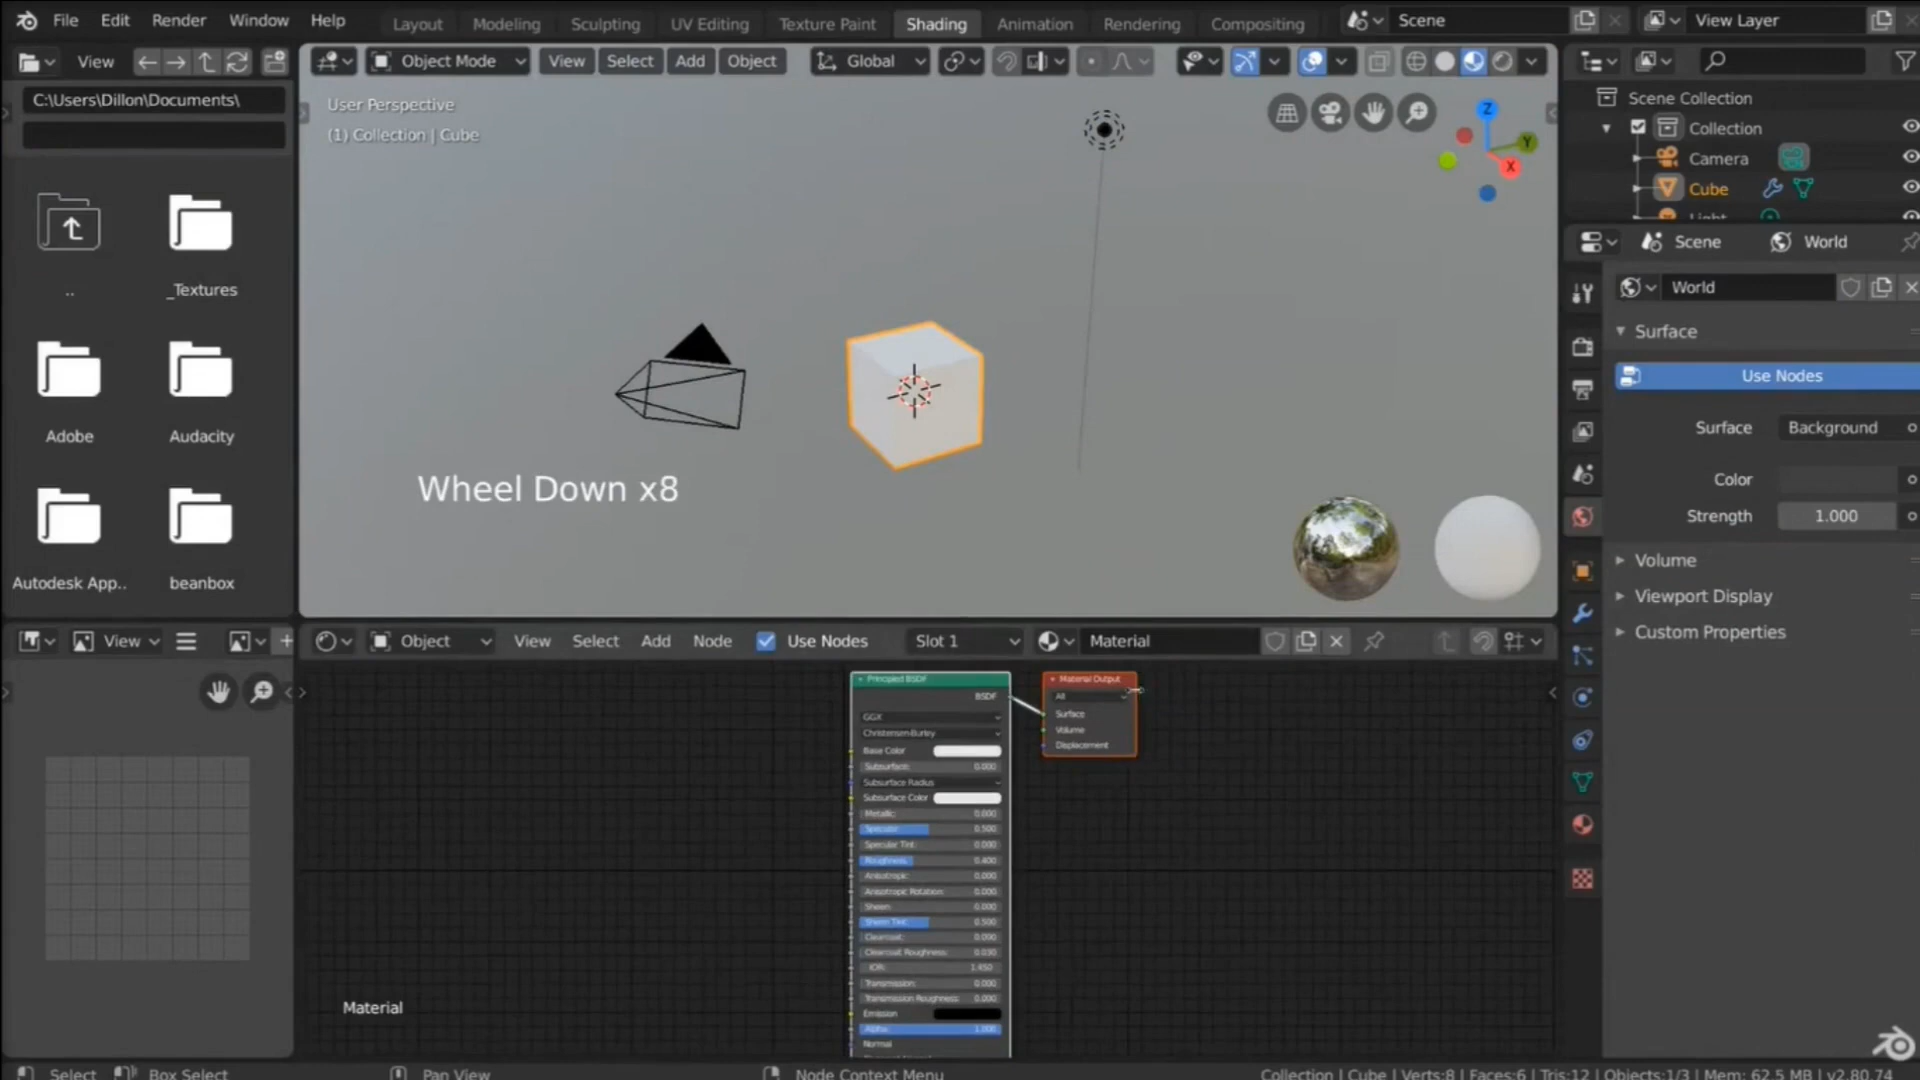 File Edit Render Window Help Layout Modeling Sculpting UV Editing Texture Paint Shading Animation Rendering Compositing Scene View Layer
View Object Mode View Select Add Object Global
C:\Users\Dillon\Documents\
User Perspective
(1) Collection | Cube
Scene Collection
Collection
Camera
Cube
Light
.. _Textures
Adobe Audacity
Autodesk App.. beanbox
Wheel Down x8
Z
Y
X
Scene World
World
Surface
Use Nodes
Surface Background
Color
Strength 1.000
Volume
Viewport Display
Custom Properties
View Object View Select Add Node Use Nodes Slot 1 Material
Principled BSDF
BSDF
GGX
Christensen-Burley
Base Color
Subsurface: 0.000
Subsurface Radius
Subsurface Color
Metallic: 0.000
Specular: 0.500
Specular Tint: 0.000
Roughness: 0.400
Anisotropic: 0.000
Anisotropic Rotation: 0.000
Sheen: 0.000
Sheen Tint: 0.500
Clearcoat: 0.000
Clearcoat Roughness: 0.030
IOR: 1.450
Transmission: 0.000
Transmission Roughness: 0.000
Emission
Alpha: 1.000
Normal
Material Output
All
Surface
Volume
Displacement
Material
Select Box Select Pan View Node Context Menu Collection | Cube | Verts:8 | Faces:6 | Tris:12 | Objects:1/3 | Mem: 62.5 MB | v2.80.74